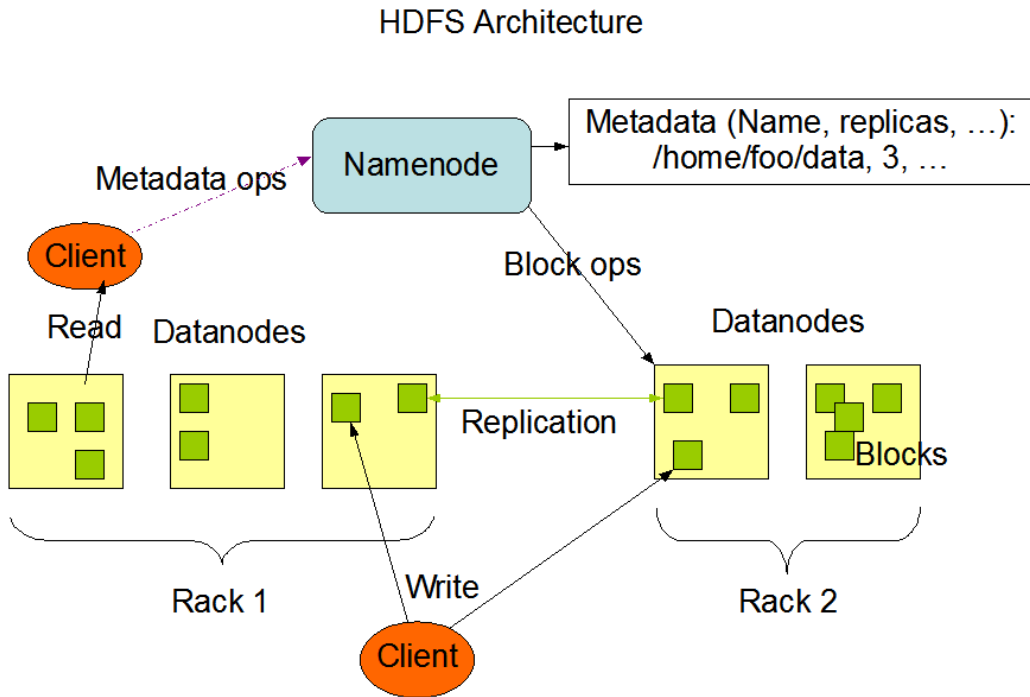 HDFS Architecture
Metadata (Name, replicas, …):
/home/foo/data, 3, …
Namenode
Metadata ops
Client
Block ops
Read
Datanodes
Datanodes
Replication
Blocks
Rack 1
Write
Rack 2
Client